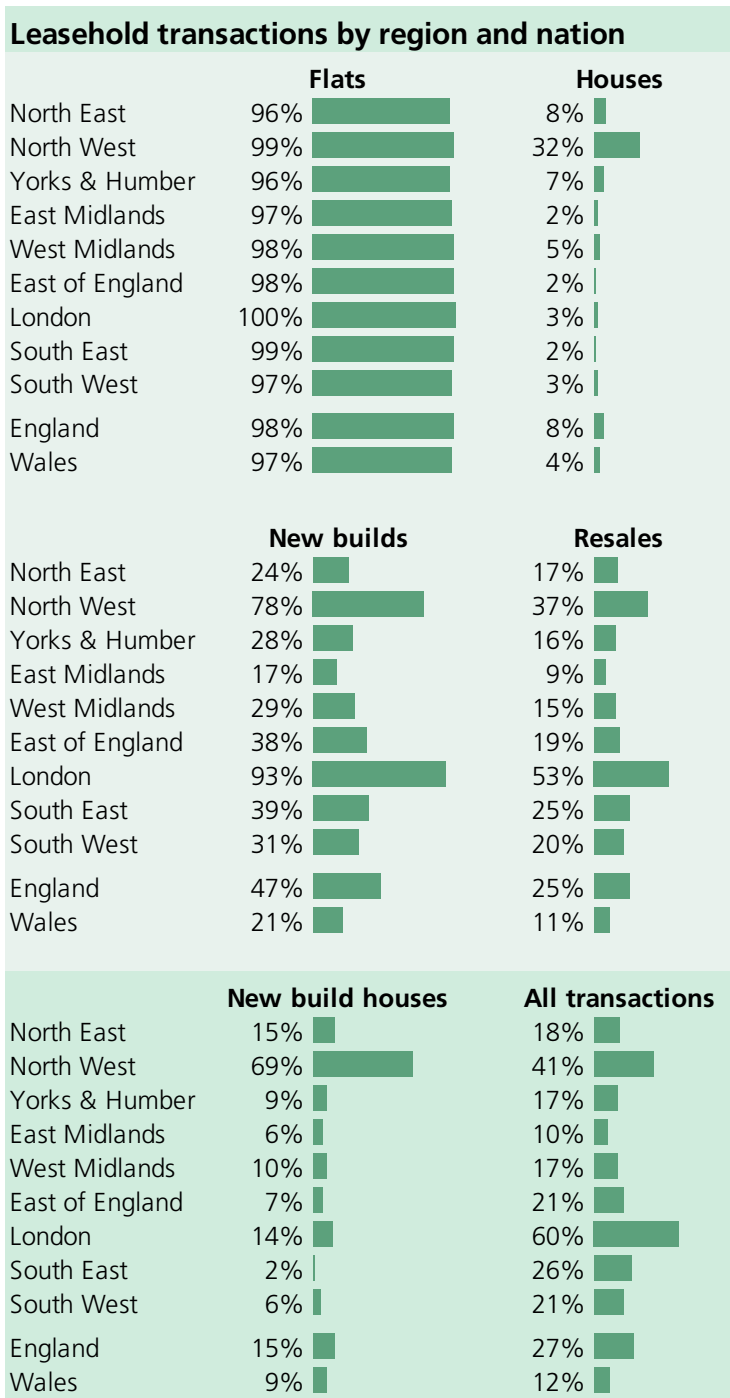 Leasehold transactions by region and nation
Flats Houses
North East 96% 8%
North West 99% 32%
Yorks & Humber 96% 7%
East Midlands 97% 2%
West Midlands 98% 5%
East of England 98% 2%
London 100% 3%
South East 99% 2%
South West 97% 3%
England 98% 8%
Wales 97% 4%
New builds Resales
North East 24% 17%
North West 78% 37%
Yorks & Humber 28% 16%
East Midlands 17% 9%
West Midlands 29% 15%
East of England 38% 19%
London 93% 53%
South East 39% 25%
South West 31% 20%
England 47% 25%
Wales 21% 11%
New build houses All transactions
North East 15% 18%
North West 69% 41%
Yorks & Humber 9% 17%
East Midlands 6% 10%
West Midlands 10% 17%
East of England 7% 21%
London 14% 60%
South East 2% 26%
South West 6% 21%
England 15% 27%
Wales 9% 12%